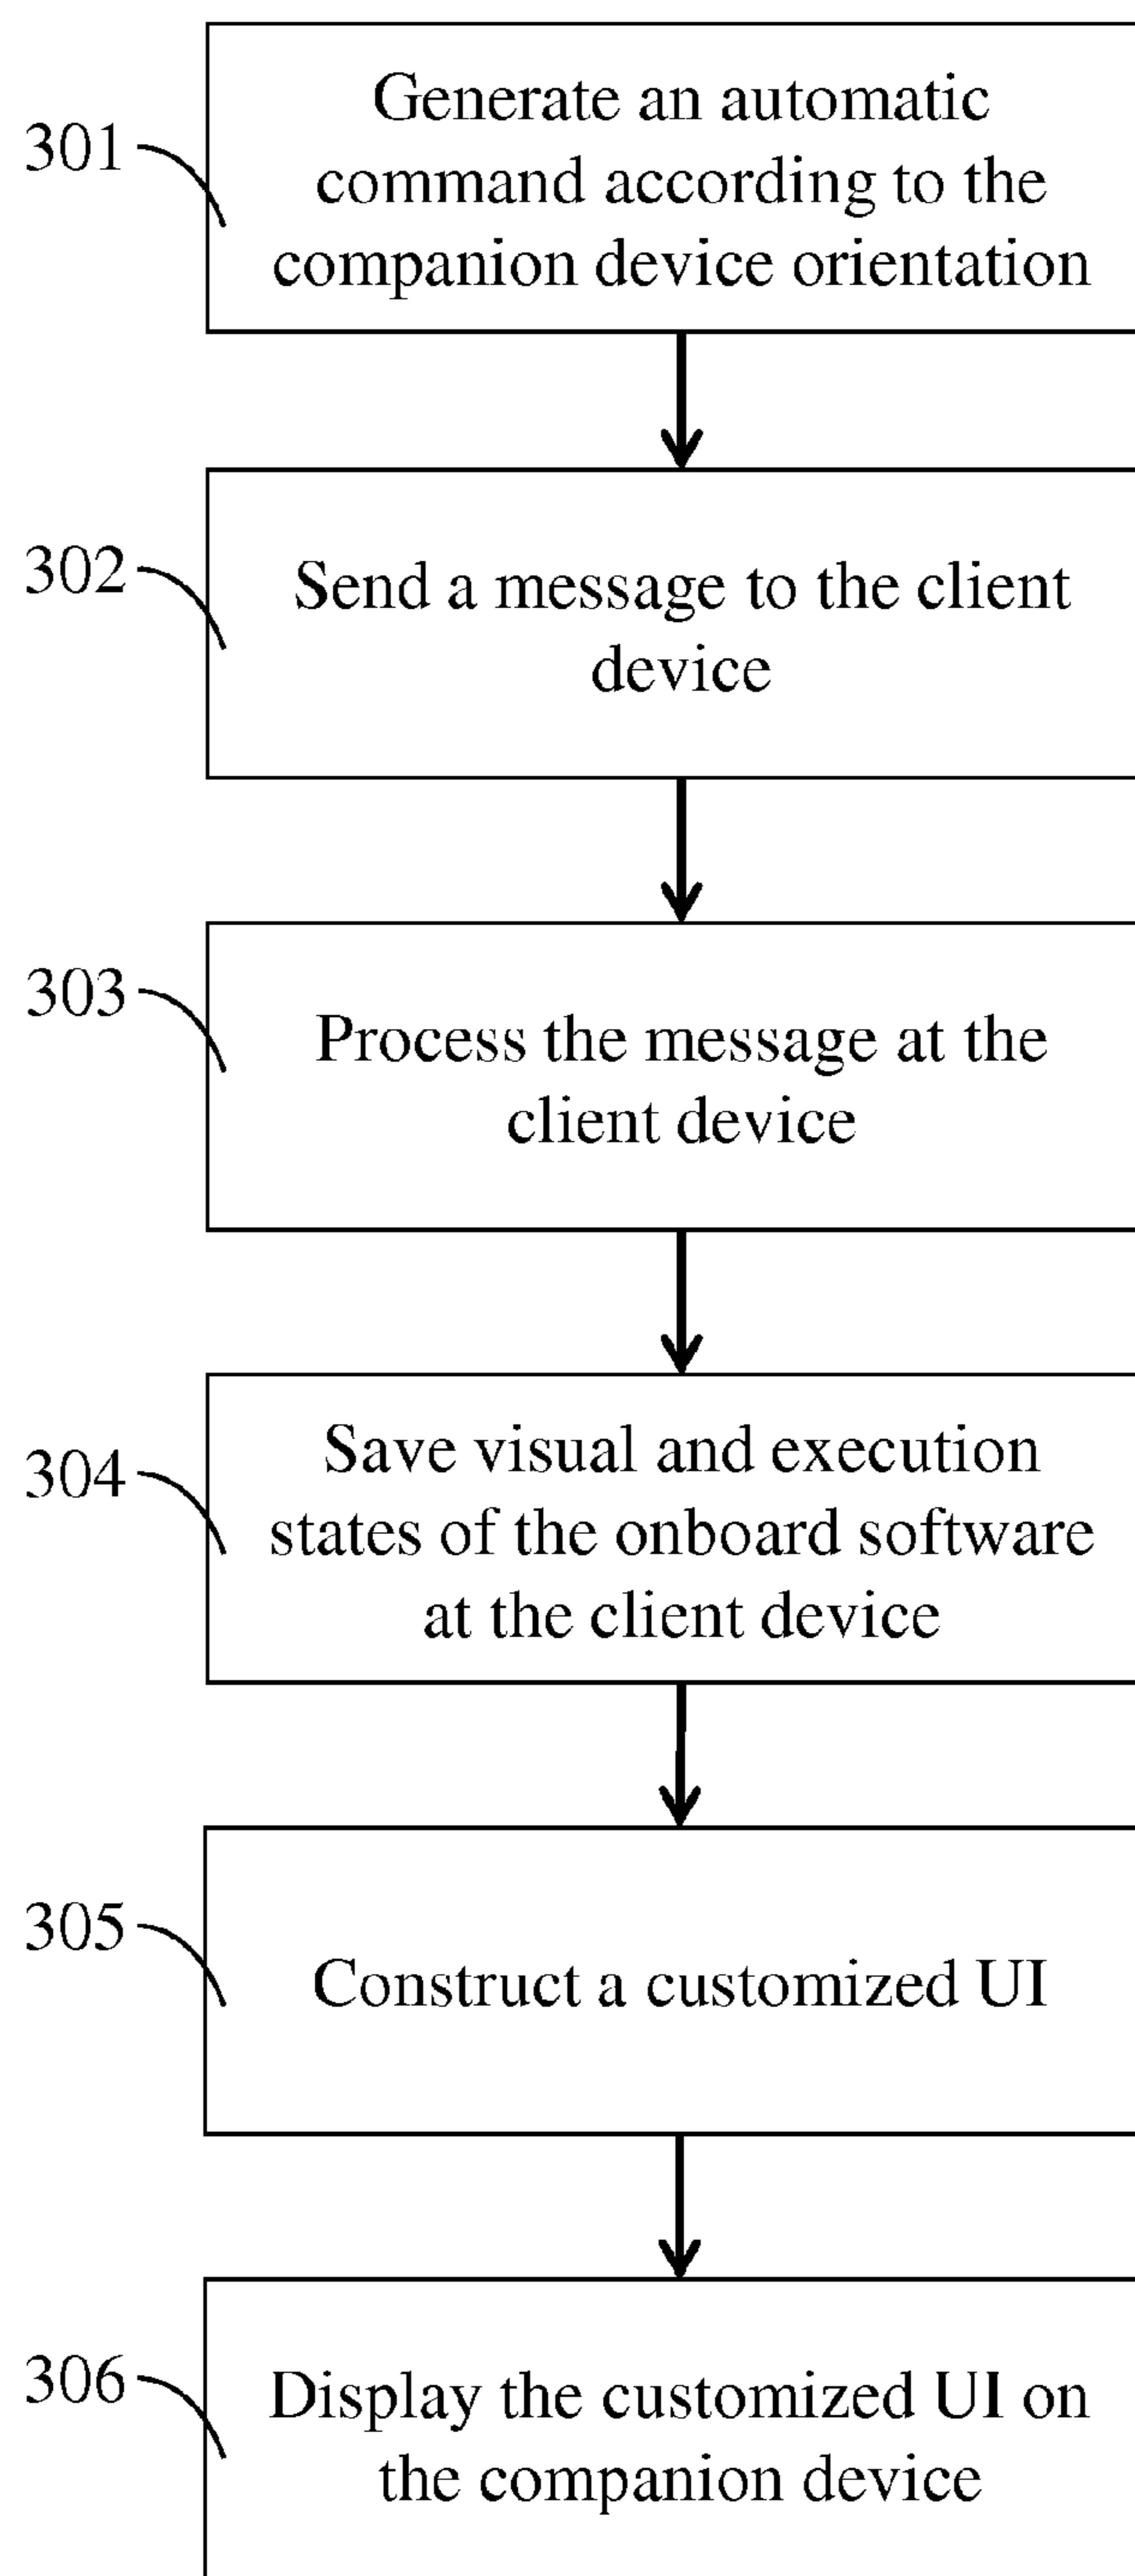 301
Generate an automatic
command according to the
companion device orientation
302
Send a message to the client
device
303
Process the message at the
client device
304
Save visual and execution
states of the onboard software
at the client device
305
Construct a customized UI
306
Display the customized UI on
the companion device